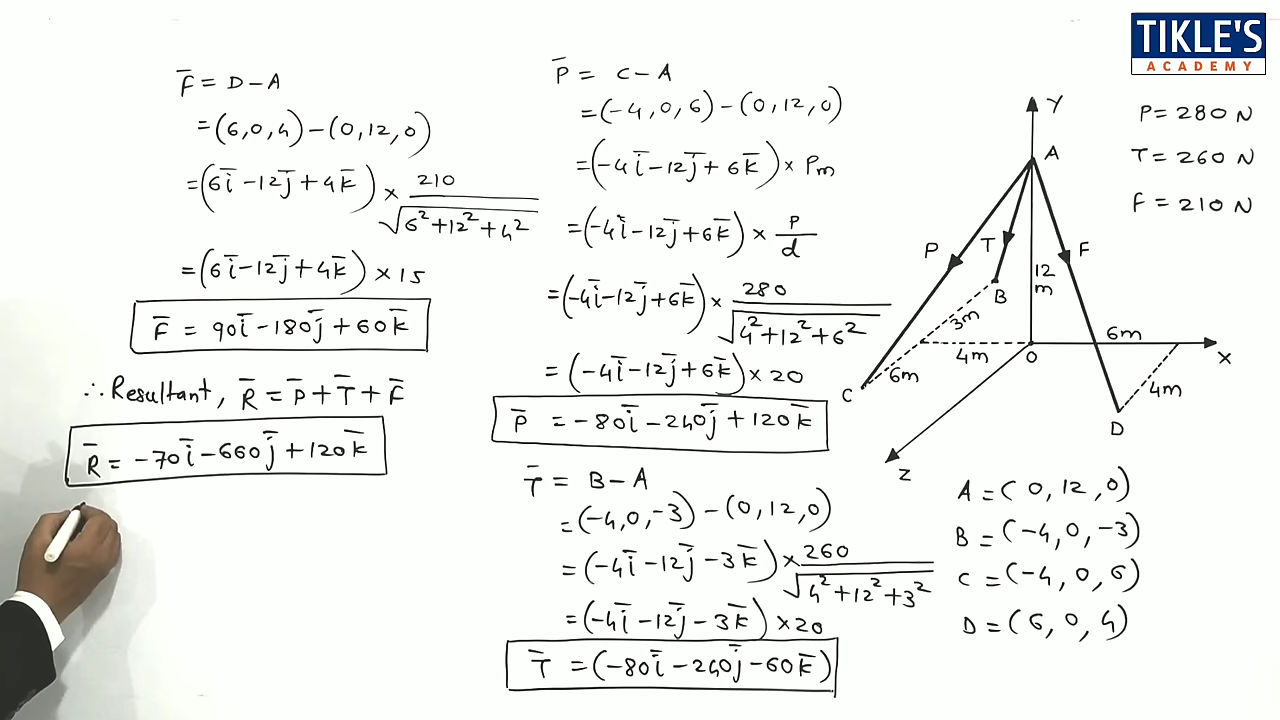 F̅ = D – A
= (6,0,4) – (0,12,0)
= (6i̅ – 12j̅ + 4k̅) × 210 / √6² + 12² + 4²
= (6i̅ – 12j̅ + 4k̅) × 15
F̅ = 90i̅ – 180j̅ + 60k̅
∴ Resultant, R̅ = P̅ + T̅ + F̅
R̅ = –70i̅ – 660j̅ + 120k̅
P̅ = C – A
= (–4,0,6) – (0,12,0)
= (–4i̅ – 12j̅ + 6k̅) × Pm
= (–4i̅ – 12j̅ + 6k̅) × P / d
= (–4i̅ – 12j̅ + 6k̅) × 280 / √4² + 12² + 6²
= (–4i̅ – 12j̅ + 6k̅) × 20
P̅ = –80i̅ – 240j̅ + 120k̅
T̅ = B – A
= (–4,0,–3) – (0,12,0)
= (–4i̅ – 12j̅ – 3k̅) × 260 / √4² + 12² + 3²
= (–4i̅ – 12j̅ – 3k̅) × 20
T̅ = (–80i̅ – 240j̅ – 60k̅)
TIKLE'S
ACADEMY
P = 280 N
T = 260 N
F = 210 N
Y
A
P
T
F
B
12
m
3m
4m
O
6m
X
6m
4m
C
D
Z
A = (0, 12, 0)
B = (–4, 0, –3)
C = (–4, 0, 6)
D = (6, 0, 4)